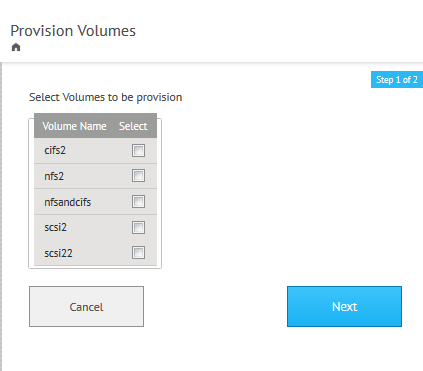 Provision Volumes
Step 1 of 2
Select Volumes to be provision
Volume Name Select
cifs2
nfs2
nfsandcifs
scsi2
scsi22
Cancel Next